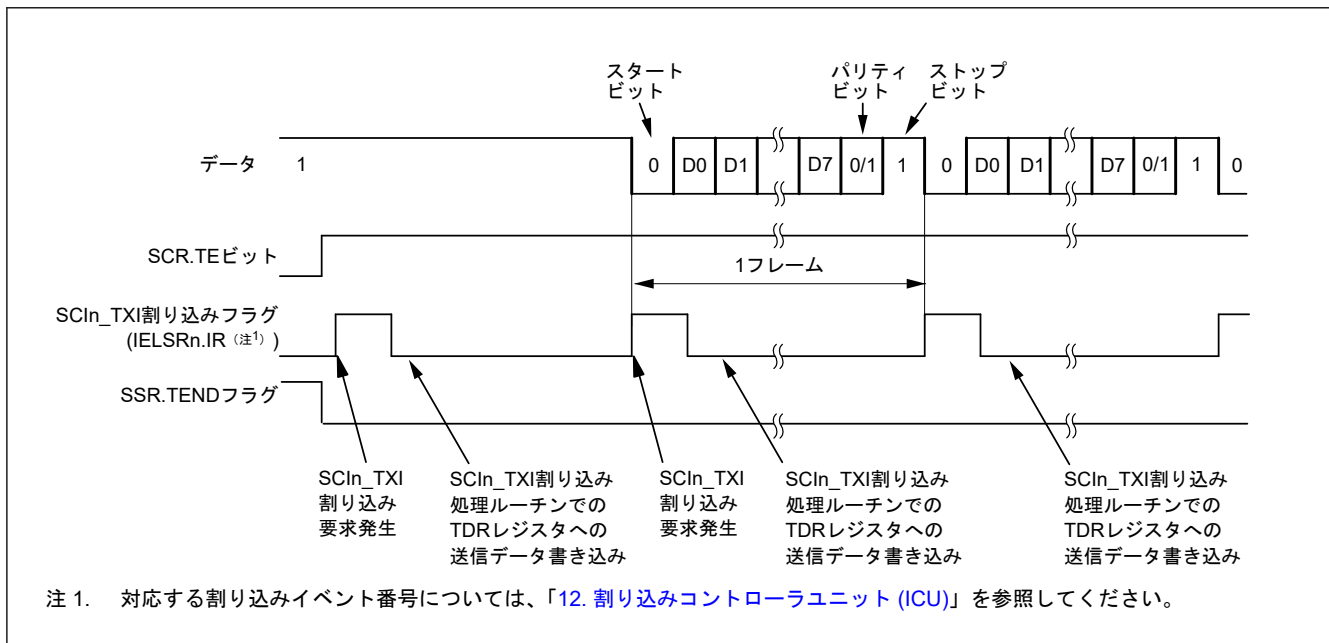 スタート
ビット
パリティ
ビット
ストップ
ビット
データ 1
0 D0 D1 D7 0/1 1 0 D0 D1 D7 0/1 1 0
SCR.TEビット
1フレーム
SCIn_TXI割り込みフラグ
(IELSRn.IR（注1）)
SSR.TENDフラグ
SCIn_TXI
割り込み
要求発生
SCIn_TXI割り込み
処理ルーチンでの
TDRレジスタへの
送信データ書き込み
SCIn_TXI
割り込み
要求発生
SCIn_TXI割り込み
処理ルーチンでの
TDRレジスタへの
送信データ書き込み
SCIn_TXI割り込み
処理ルーチンでの
TDRレジスタへの
送信データ書き込み
注 1. 対応する割り込みイベント番号については、「12. 割り込みコントローラユニット (ICU)」を参照してください。